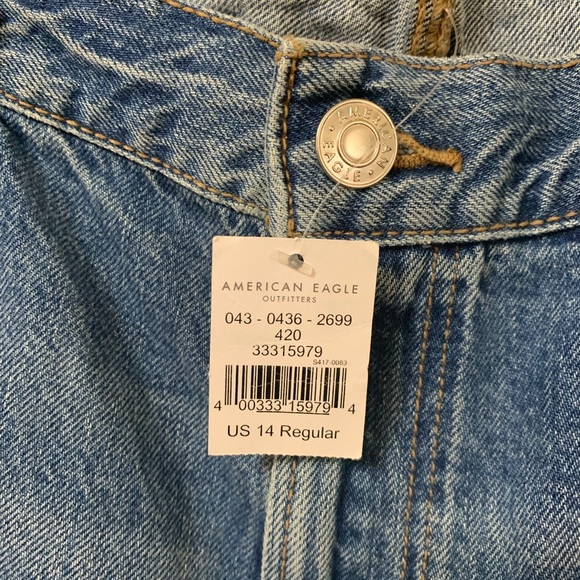 AMERICAN
EAGLE
AMERICAN EAGLE
OUTFITTERS
043 - 0436 - 2699
420
33315979
S417-0083
4 00333 15979 4
US 14 Regular